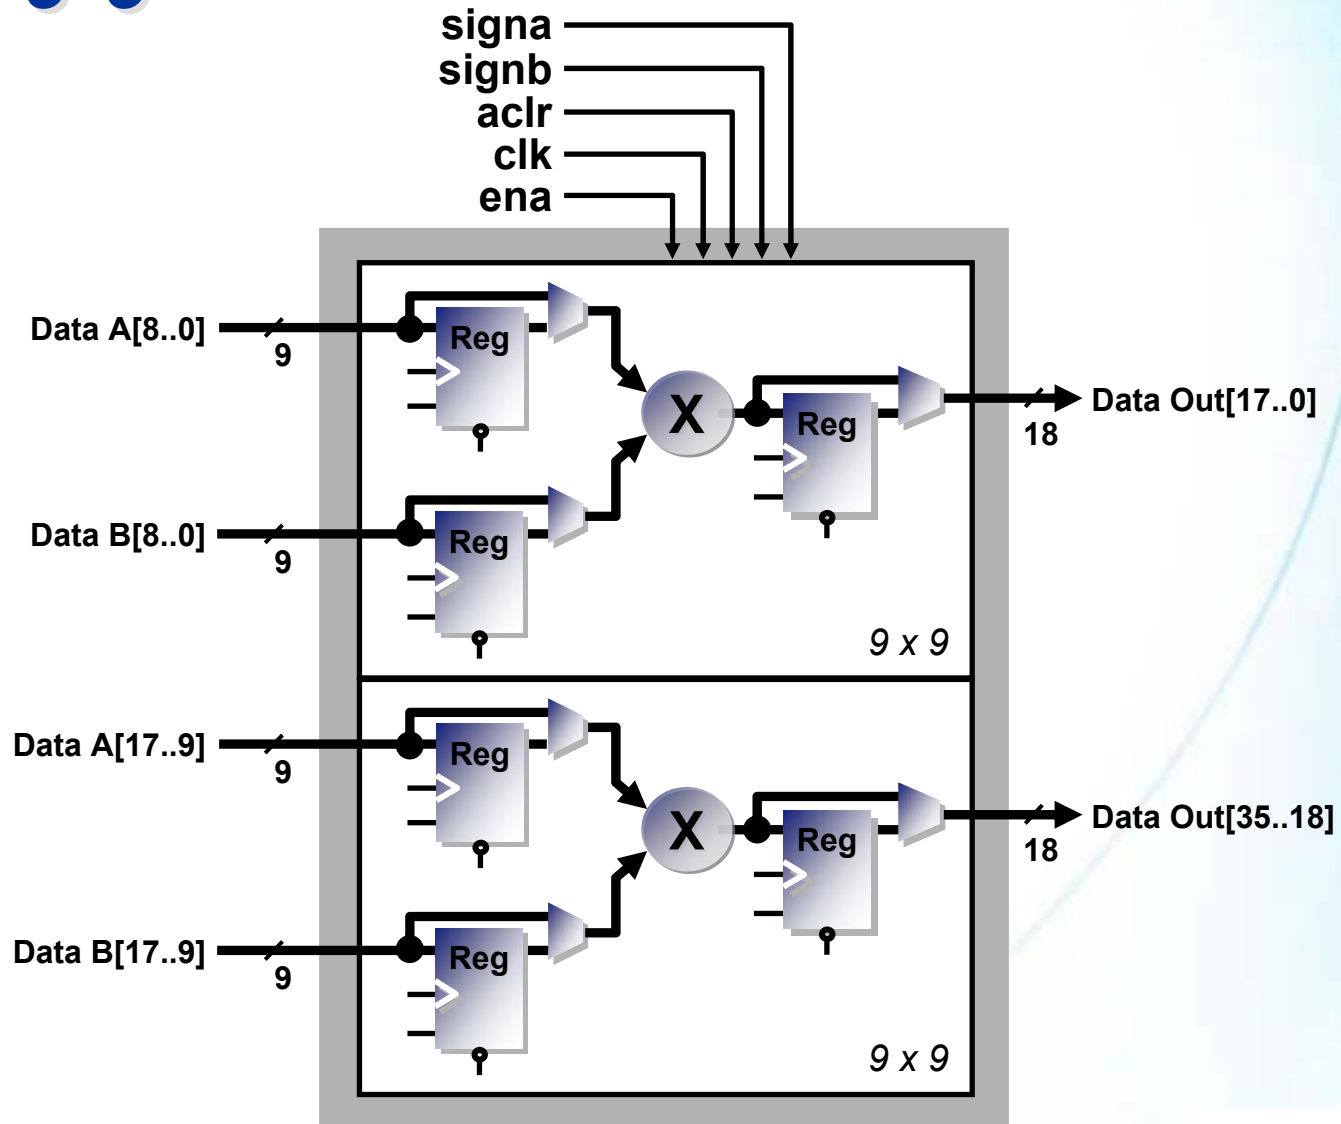 signa
signb
aclr
clk
ena
Data A[8..0]
9
Reg
X
Reg
Data Out[17..0]
18
Data B[8..0]
9
Reg
9 x 9
Data A[17..9]
9
Reg
X
Reg
Data Out[35..18]
18
Data B[17..9]
9
Reg
9 x 9